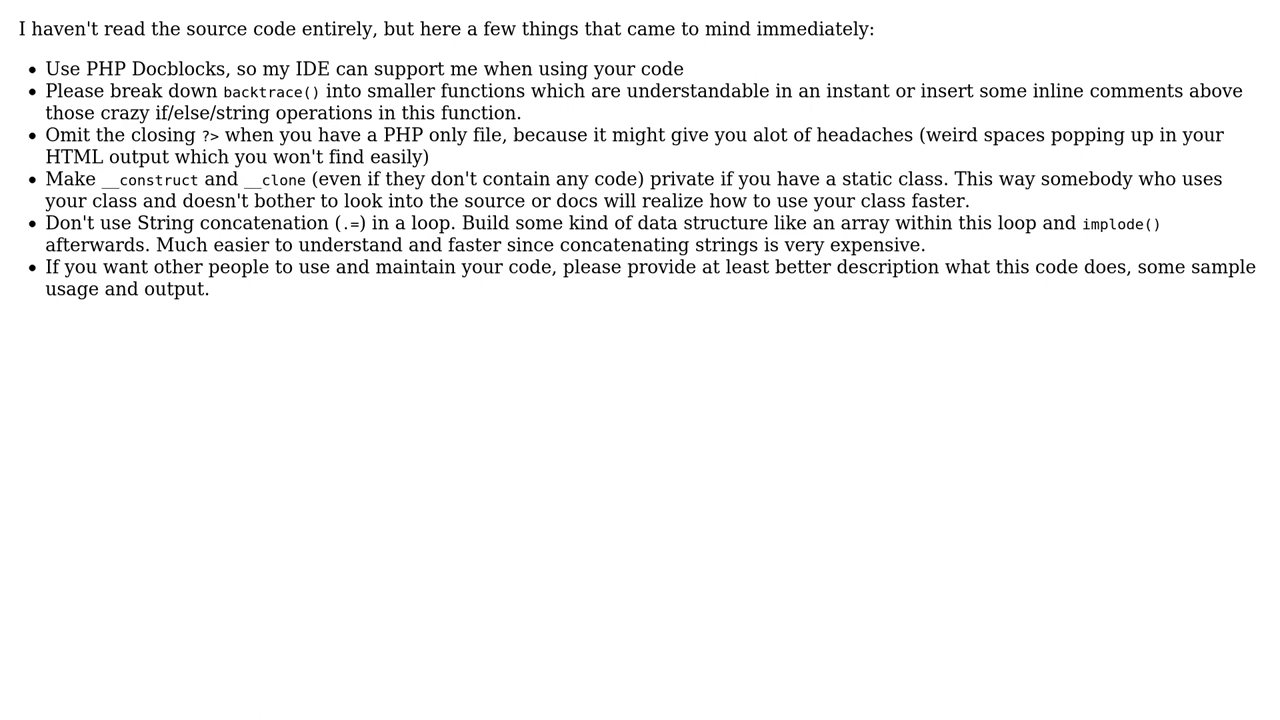 I haven't read the source code entirely, but here a few things that came to mind immediately:
• Use PHP Docblocks, so my IDE can support me when using your code
• Please break down backtrace() into smaller functions which are understandable in an instant or insert some inline comments above
those crazy if/else/string operations in this function.
• Omit the closing ?> when you have a PHP only file, because it might give you alot of headaches (weird spaces popping up in your
HTML output which you won't find easily)
• Make __construct and __clone (even if they don't contain any code) private if you have a static class. This way somebody who uses
your class and doesn't bother to look into the source or docs will realize how to use your class faster.
• Don't use String concatenation (.=) in a loop. Build some kind of data structure like an array within this loop and implode()
afterwards. Much easier to understand and faster since concatenating strings is very expensive.
• If you want other people to use and maintain your code, please provide at least better description what this code does, some sample
usage and output.